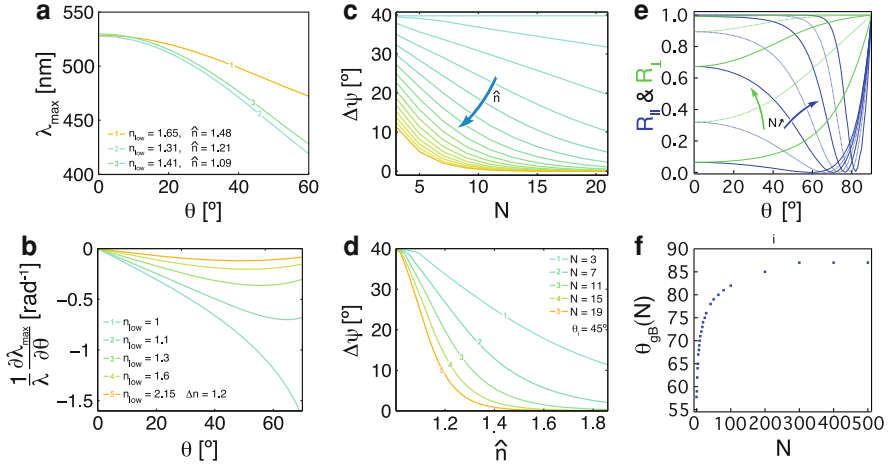 a
λmax [nm]
550
500
450
400
1
3
2
1 nlow = 1.65, n̂ = 1.48
2 nlow = 1.31, n̂ = 1.21
3 nlow = 1.41, n̂ = 1.09
0 20 40 60
θ [º]
c
Δψ [°]
40
30
20
10
0
n̂
5 10 15 20
N
e
R∥ & R⊥
1.0
0.8
0.6
0.4
0.2
0.0
N↗
0 20 40 60 80
θ [°]
i
b
1/λ ∂λmax/∂θ [rad⁻¹]
0
−0.5
−1
−1.5
1 nlow = 1
2 nlow = 1.1
3 nlow = 1.3
4 nlow = 1.6
5 nlow = 2.15 Δn = 1.2
0 20 40 60
θ [°]
d
Δψ [°]
40
30
20
10
0
1 N = 3
2 N = 7
3 N = 11
4 N = 15
5 N = 19
θi = 45°
1
2
3
4
5
1.2 1.4 1.6 1.8
n̂
f
θgB(N)
90
85
80
75
70
65
60
55
0 100 200 300 400 500
N